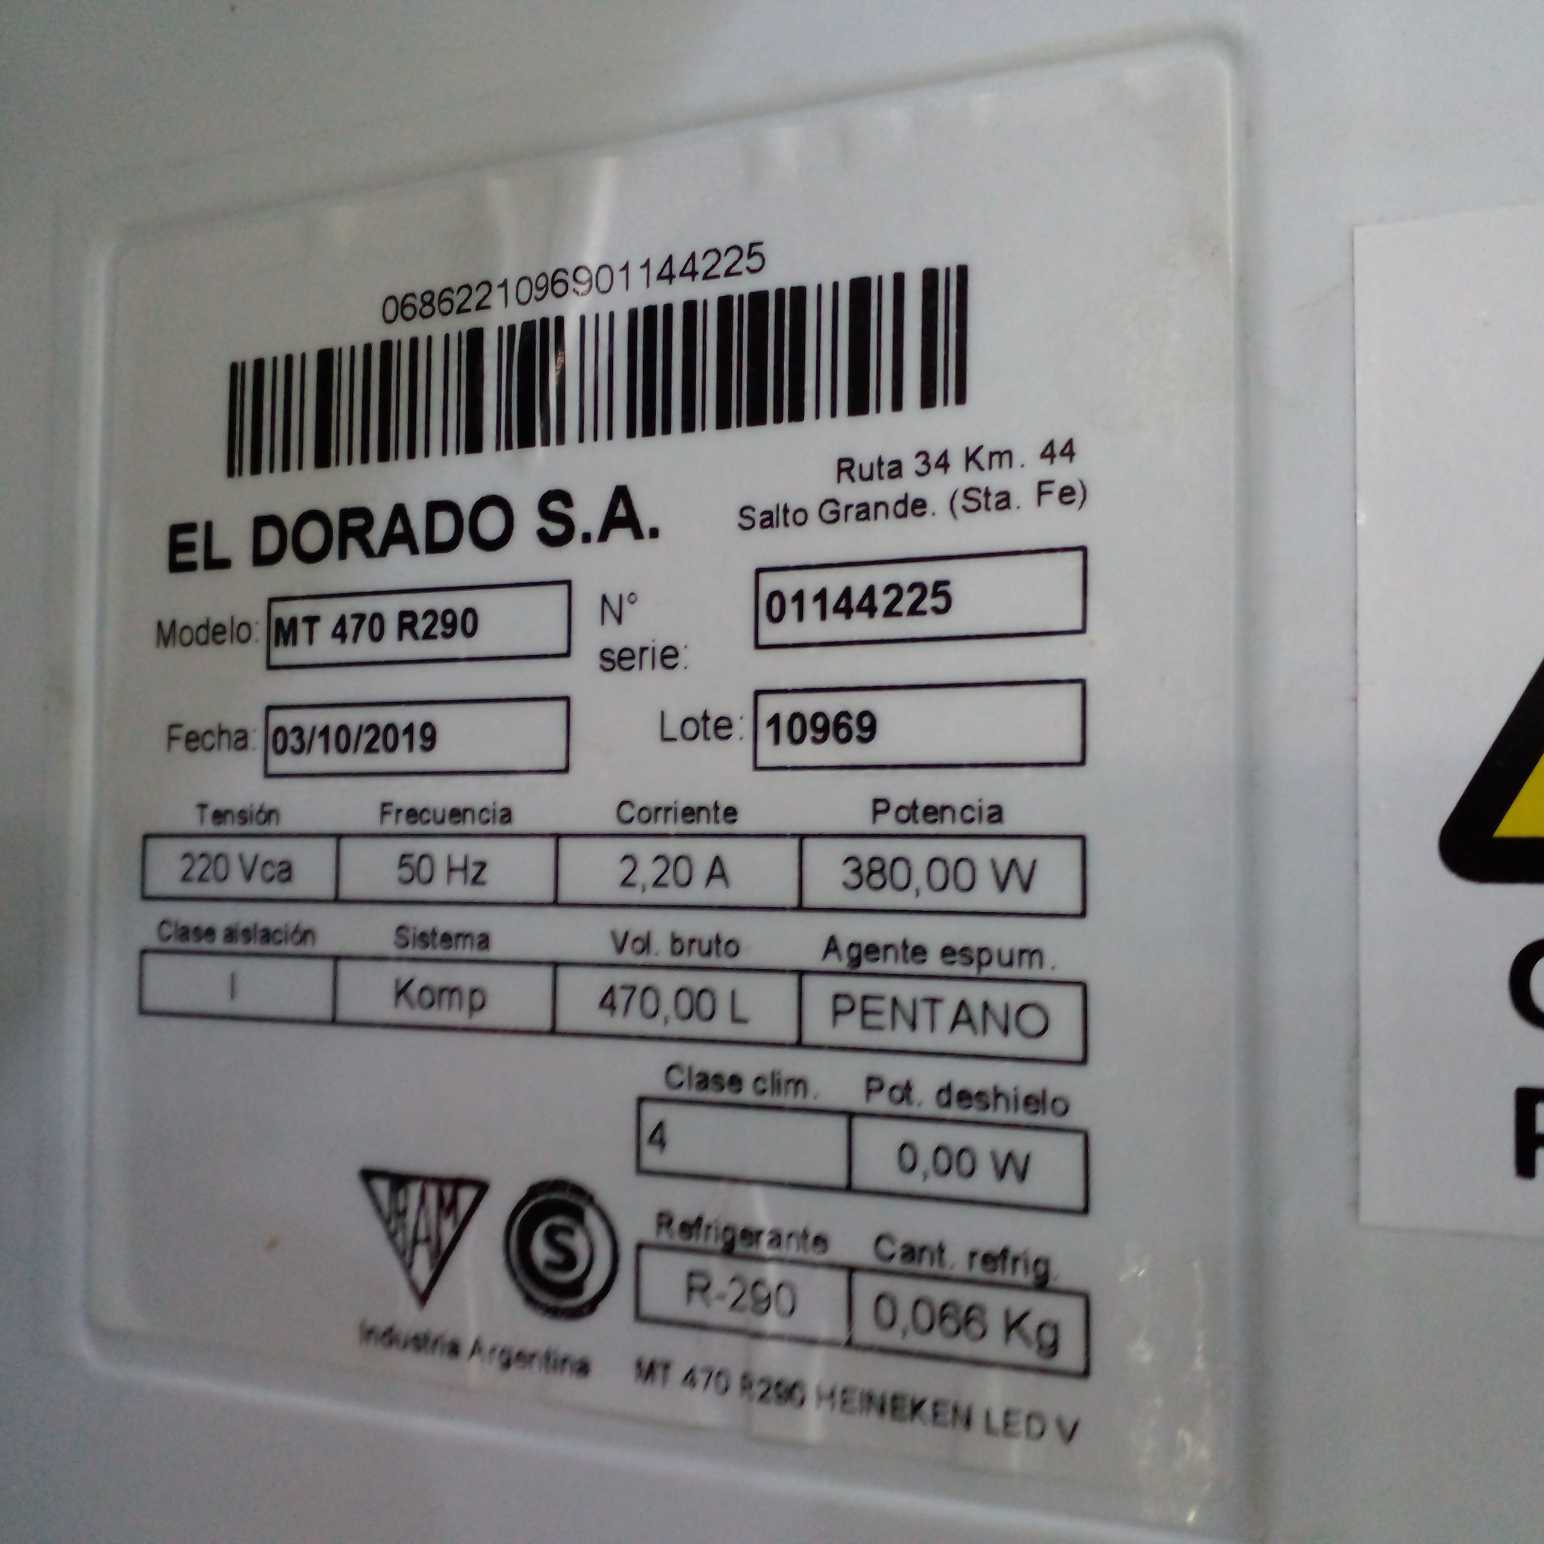 0686221096901144225
Ruta 34 Km. 44
EL DORADO S.A. Salto Grande. (Sta. Fe)
Modelo: MT 470 R290 N° serie: 01144225
Fecha: 03/10/2019 Lote: 10969
Tensión Frecuencia Corriente Potencia
220 Vca 50 Hz 2,20 A 380,00 W
Clase aislación Sistema Vol. bruto Agente espum.
I Komp 470,00 L PENTANO
Clase clim. Pot. deshielo
4 0,00 W
IRAM S Refrigerante Cant. refrig.
R-290 0,066 Kg
Industria Argentina MT 470 R290 HEINEKEN LED V